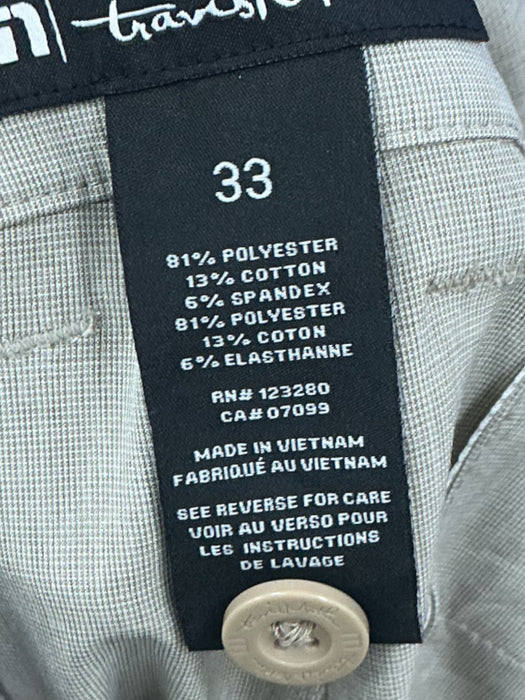 33
81% POLYESTER
13% COTTON
6% SPANDEX
81% POLYESTER
13% COTON
6% ELASTHANNE
RN# 123280
CA# 07099
MADE IN VIETNAM
FABRIQUÉ AU VIETNAM
SEE REVERSE FOR CARE
VOIR AU VERSO POUR
LES INSTRUCTIONS
DE LAVAGE